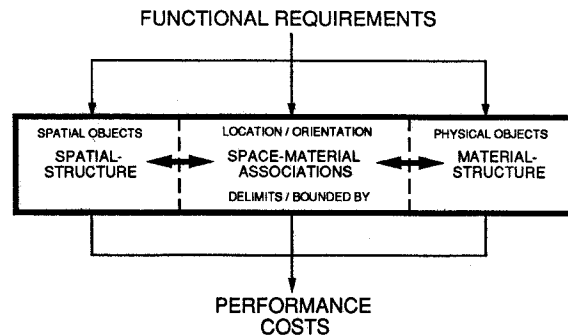 FUNCTIONAL REQUIREMENTS
SPATIAL OBJECTS
SPATIAL-
STRUCTURE
LOCATION / ORIENTATION
SPACE-MATERIAL
ASSOCIATIONS
DELIMITS / BOUNDED BY
PHYSICAL OBJECTS
MATERIAL-
STRUCTURE
PERFORMANCE
COSTS